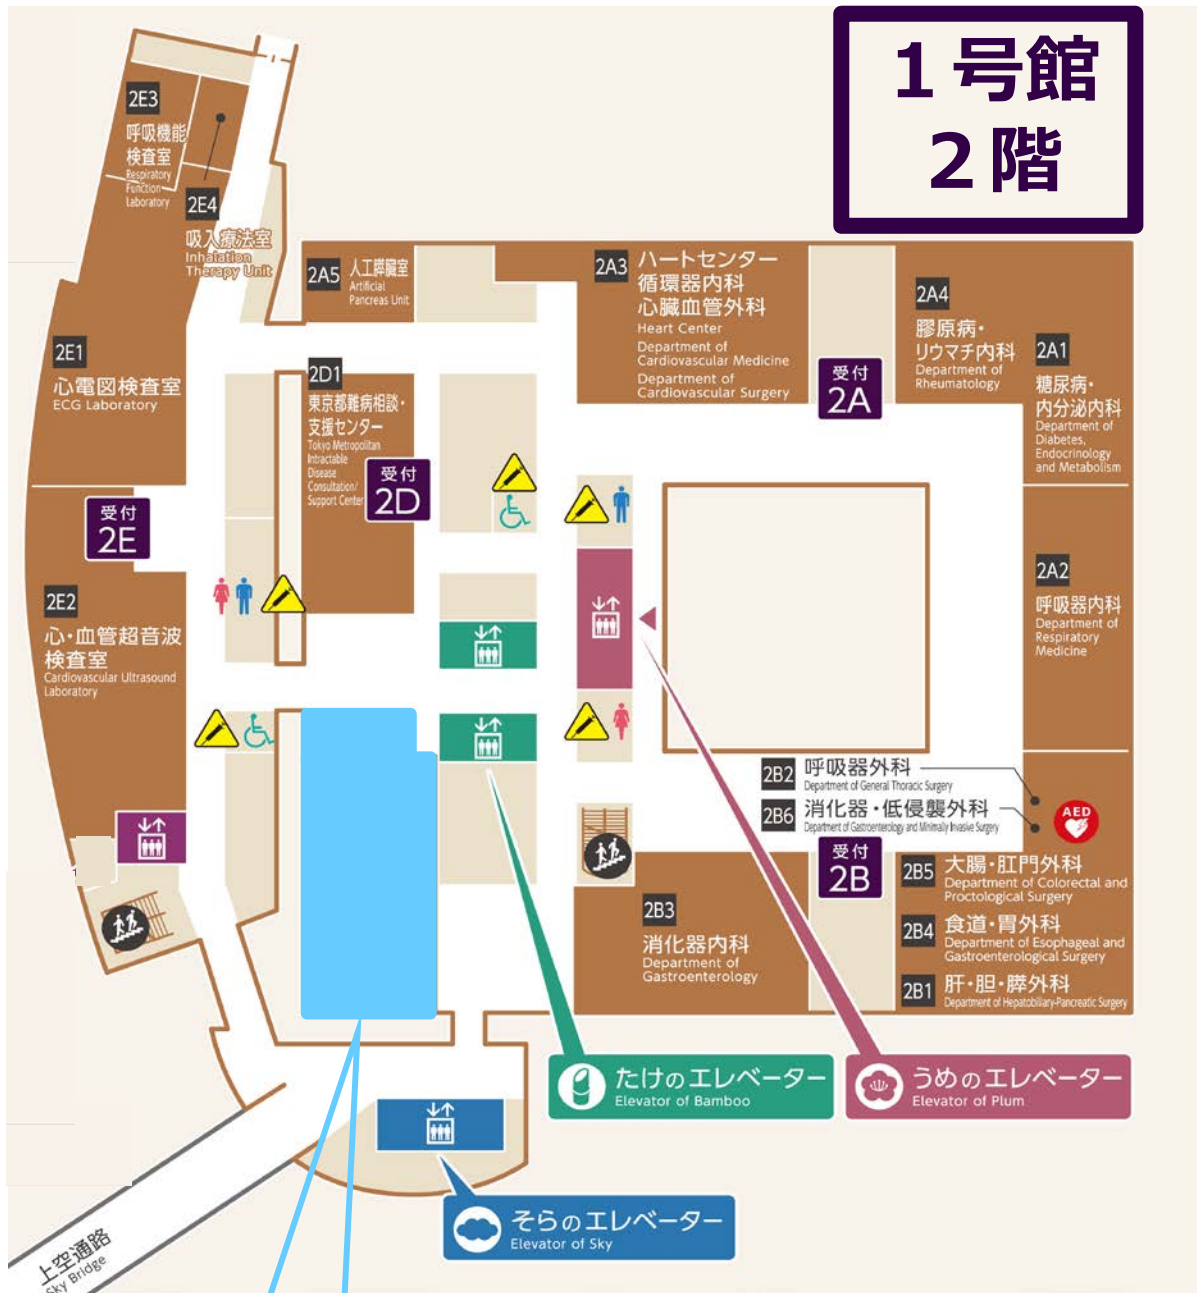 １号館
２階
2E3
呼吸機能
検査室
Respiratory
Function
Laboratory
2E4
吸入療法室
Inhalation
Therapy Unit
2A5
人工膵臓室
Artificial
Pancreas Unit
2A3
ハートセンター
循環器内科
心臓血管外科
Heart Center
Department of
Cardiovascular Medicine
Department of
Cardiovascular Surgery
受付
2A
2A4
膠原病・
リウマチ内科
Department of
Rheumatology
2A1
糖尿病・
内分泌内科
Department of
Diabetes,
Endocrinology
and Metabolism
2E1
心電図検査室
ECG Laboratory
2D1
東京都難病相談・
支援センター
Tokyo Metropolitan
Intractable
Disease
Consultation/
Support Center
受付
2D
受付
2E
2E2
心・血管超音波
検査室
Cardiovascular Ultrasound
Laboratory
2A2
呼吸器内科
Department of
Respiratory
Medicine
2B2
呼吸器外科
Department of General Thoracic Surgery
2B6
消化器・低侵襲外科
Department of Gastroenterology and Minimally Invasive Surgery
AED
受付
2B
2B5
大腸・肛門外科
Department of Colorectal and
Proctological Surgery
2B4
食道・胃外科
Department of Esophageal and
Gastroenterological Surgery
2B1
肝・胆・膵外科
Department of Hepatobiliary-Pancreatic Surgery
2B3
消化器内科
Department of
Gastroenterology
たけのエレベーター
Elevator of Bamboo
うめのエレベーター
Elevator of Plum
そらのエレベーター
Elevator of Sky
上空通路
Sky Bridge